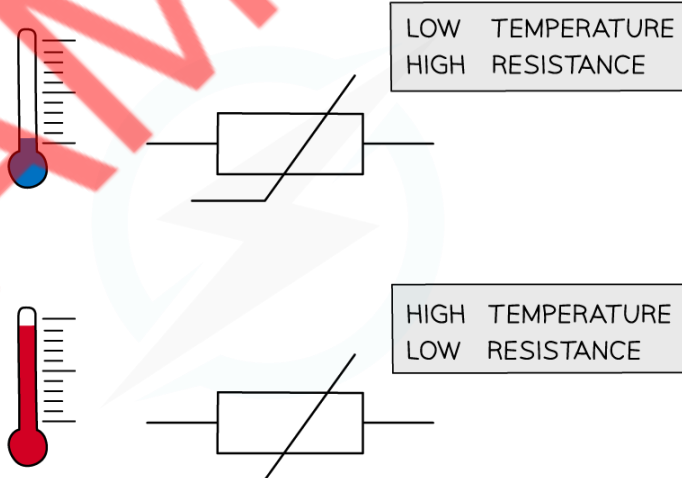 LOW TEMPERATURE
HIGH RESISTANCE
HIGH TEMPERATURE
LOW RESISTANCE